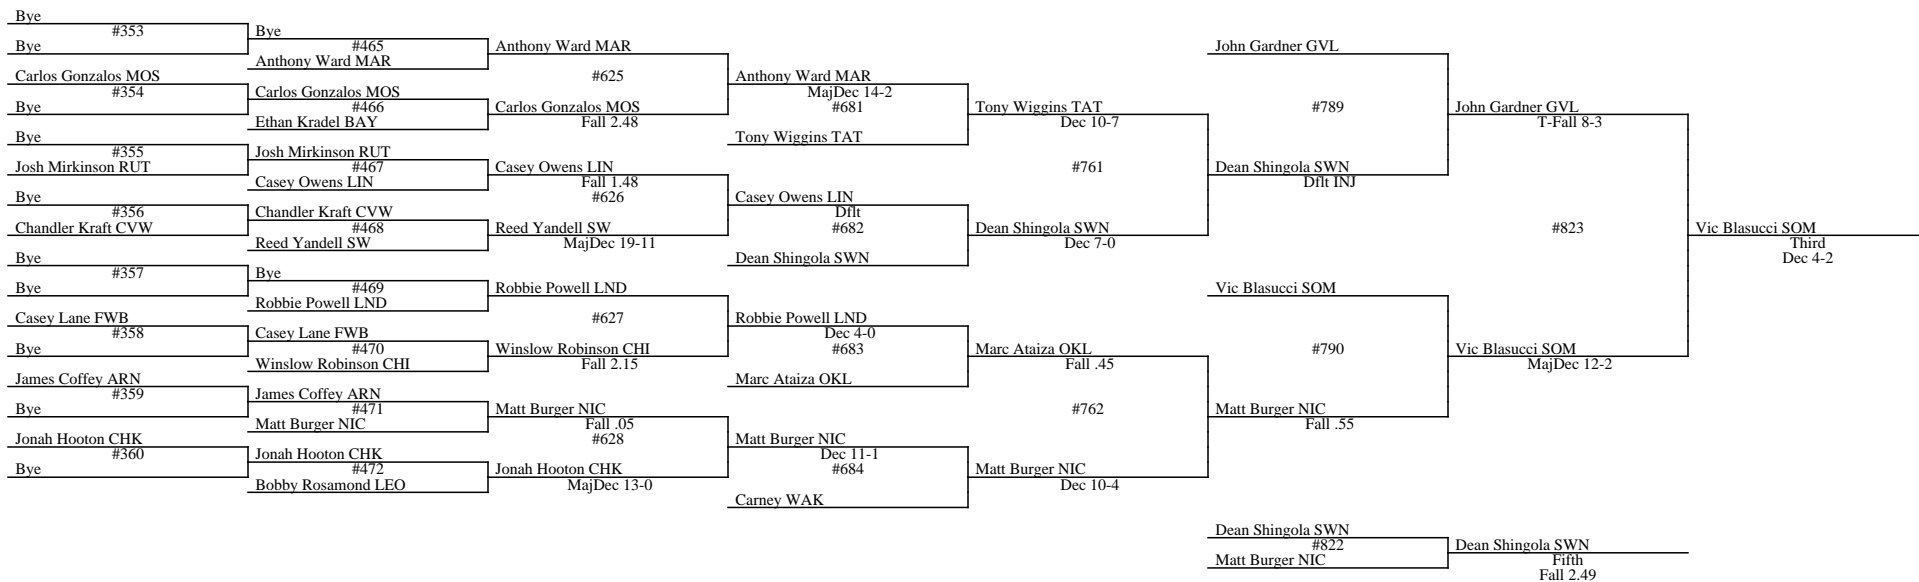 Bye
#353
Bye
Carlos Gonzalos MOS
#354
Bye
Bye
#355
Josh Mirkinson RUT
Bye
#356
Chandler Kraft CVW
Bye
#357
Bye
Casey Lane FWB
#358
Bye
James Coffey ARN
#359
Bye
Jonah Hooton CHK
#360
Bye
Bye
#465
Anthony Ward MAR
Carlos Gonzalos MOS
#466
Ethan Kradel BAY
Josh Mirkinson RUT
#467
Casey Owens LIN
Chandler Kraft CVW
#468
Reed Yandell SW
Bye
#469
Robbie Powell LND
Casey Lane FWB
#470
Winslow Robinson CHI
James Coffey ARN
#471
Matt Burger NIC
Jonah Hooton CHK
#472
Bobby Rosamond LEO
Anthony Ward MAR
#625
Carlos Gonzalos MOS
Fall 2.48
Casey Owens LIN
Fall 1.48
#626
Reed Yandell SW
MajDec 19-11
Robbie Powell LND
#627
Winslow Robinson CHI
Fall 2.15
Matt Burger NIC
Fall .05
#628
Jonah Hooton CHK
MajDec 13-0
Anthony Ward MAR
MajDec 14-2
#681
Tony Wiggins TAT
Casey Owens LIN
Dflt
#682
Dean Shingola SWN
Robbie Powell LND
Dec 4-0
#683
Marc Ataiza OKL
Matt Burger NIC
Dec 11-1
#684
Carney WAK
Tony Wiggins TAT
Dec 10-7
#761
Dean Shingola SWN
Dec 7-0
Marc Ataiza OKL
Fall .45
#762
Matt Burger NIC
Dec 10-4
John Gardner GVL
#789
Dean Shingola SWN
Dflt INJ
Vic Blasucci SOM
#790
Matt Burger NIC
Fall .55
John Gardner GVL
T-Fall 8-3
#823
Vic Blasucci SOM
MajDec 12-2
Vic Blasucci SOM
Third
Dec 4-2
Dean Shingola SWN
#822
Matt Burger NIC
Dean Shingola SWN
Fifth
Fall 2.49